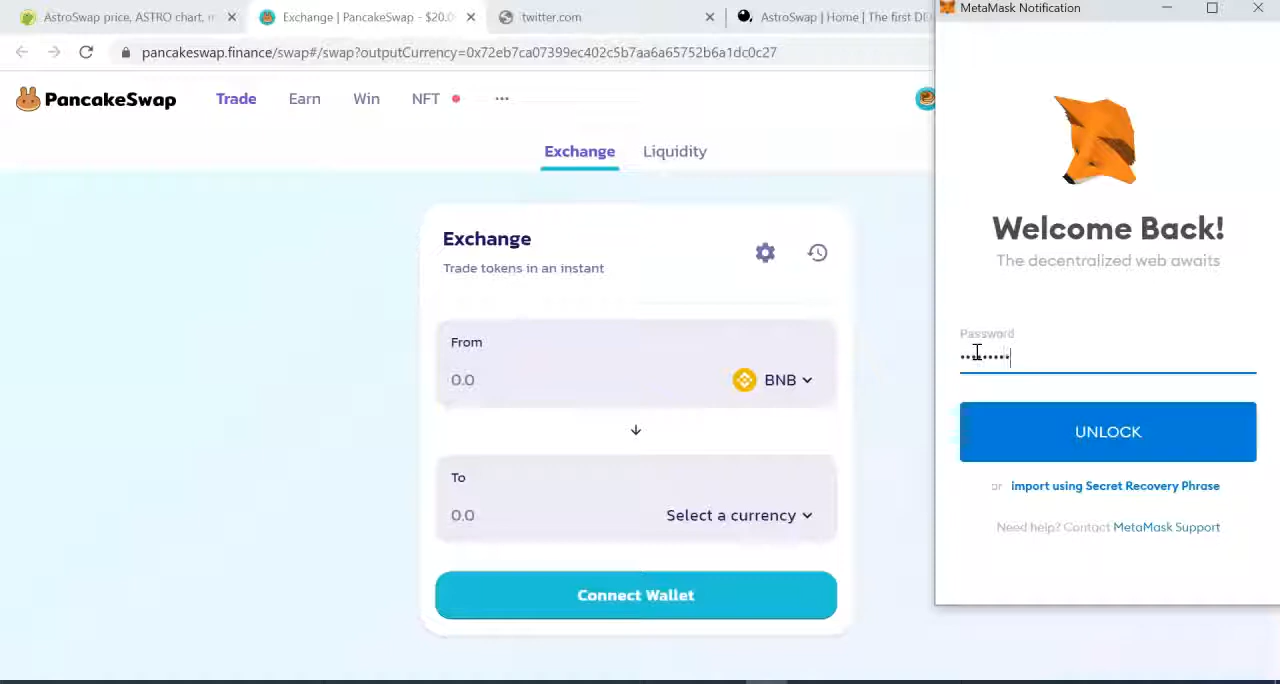 AstroSwap price, ASTRO chart, m
Exchange | PancakeSwap - $20.0
twitter.com
AstroSwap | Home | The first DE
MetaMask Notification
pancakeswap.finance/swap#/swap?outputCurrency=0x72eb7ca07399ec402c5b7aa6a65752b6a1dc0c27
PancakeSwap
Trade
Earn
Win
NFT
Exchange
Liquidity
Exchange
Trade tokens in an instant
From
0.0
BNB
To
0.0
Select a currency
Connect Wallet
Welcome Back!
The decentralized web awaits
Password
UNLOCK
or import using Secret Recovery Phrase
Need help? Contact MetaMask Support